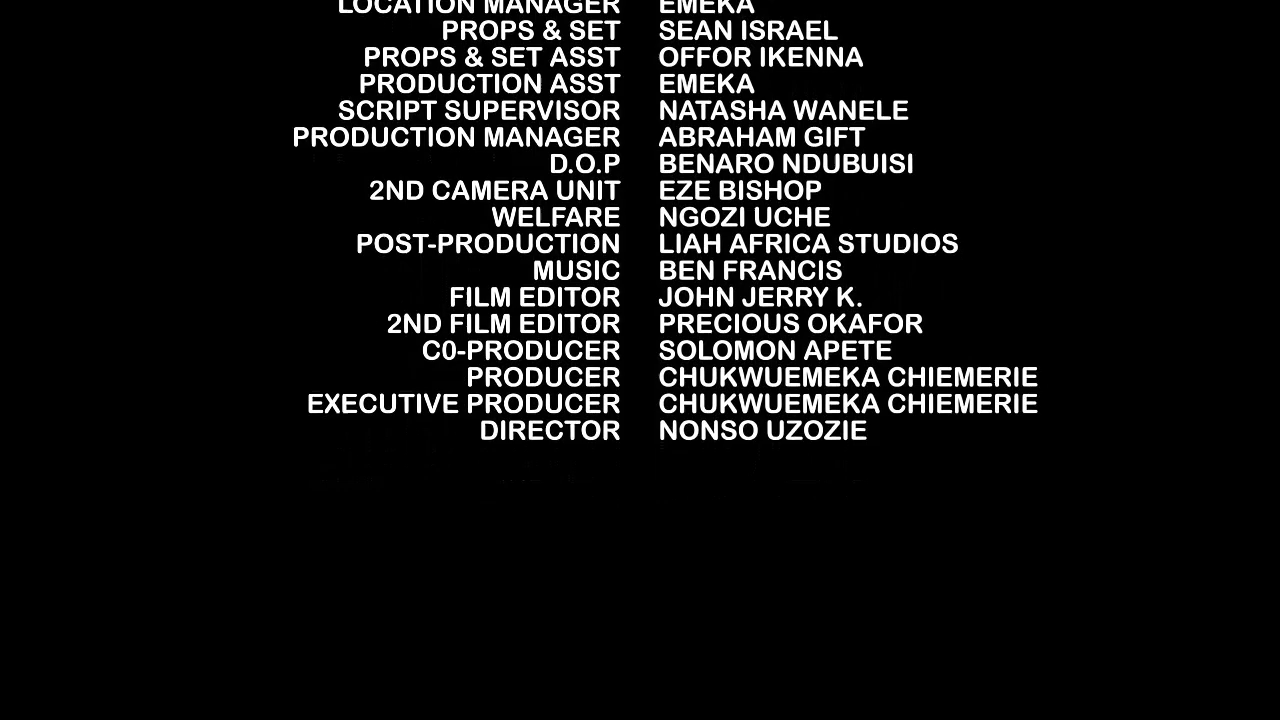 LOCATION MANAGER EMEKA
PROPS & SET SEAN ISRAEL
PROPS & SET ASST OFFOR IKENNA
PRODUCTION ASST EMEKA
SCRIPT SUPERVISOR NATASHA WANELE
PRODUCTION MANAGER ABRAHAM GIFT
D.O.P BENARO NDUBUISI
2ND CAMERA UNIT EZE BISHOP
WELFARE NGOZI UCHE
POST-PRODUCTION LIAH AFRICA STUDIOS
MUSIC BEN FRANCIS
FILM EDITOR JOHN JERRY K.
2ND FILM EDITOR PRECIOUS OKAFOR
C0-PRODUCER SOLOMON APETE
PRODUCER CHUKWUEMEKA CHIEMERIE
EXECUTIVE PRODUCER CHUKWUEMEKA CHIEMERIE
DIRECTOR NONSO UZOZIE